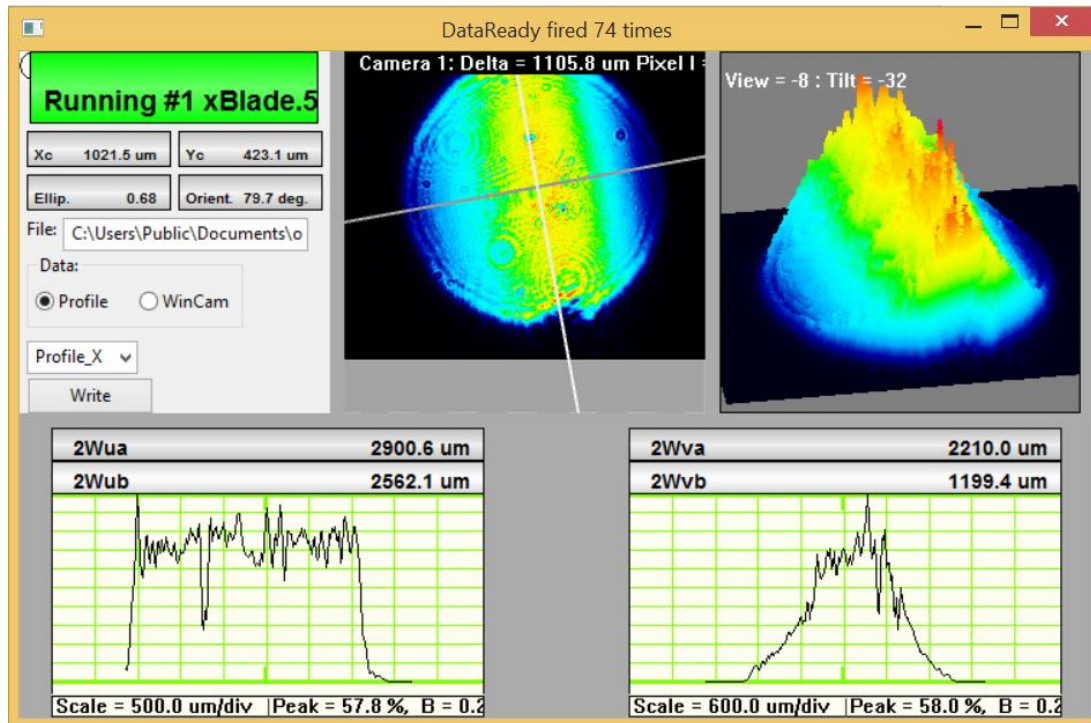 DataReady fired 74 times
Running #1 xBlade.5
Xc 1021.5 um
Yc 423.1 um
Ellip. 0.68
Orient. 79.7 deg.
File: C:\Users\Public\Documents\o
Data:
Profile
WinCam
Profile_X
Write
Camera 1: Delta = 1105.8 um Pixel I =
View = -8 : Tilt = -32
2Wua 2900.6 um
2Wub 2562.1 um
Scale = 500.0 um/div |Peak = 57.8 %, B = 0.2
2Wva 2210.0 um
2Wvb 1199.4 um
Scale = 600.0 um/div |Peak = 58.0 %, B = 0.2